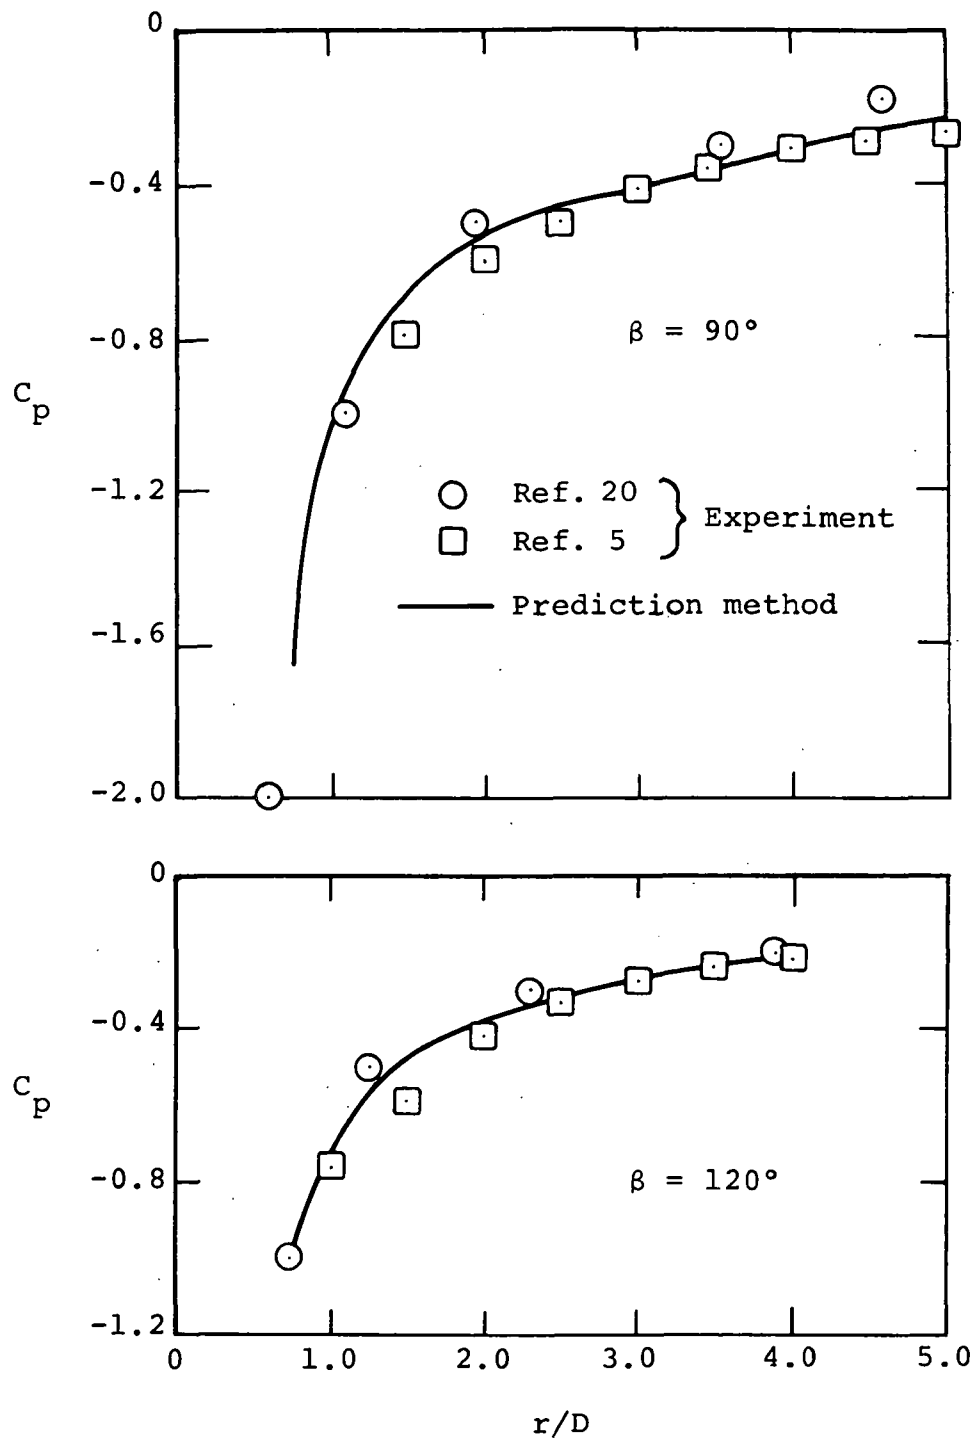 0
-0.4
-0.8
-1.2
-1.6
-2.0
Cp
β = 90°
Ref. 20
Ref. 5
Experiment
Prediction method
0
-0.4
-0.8
-1.2
Cp
β = 120°
0 1.0 2.0 3.0 4.0 5.0
r/D